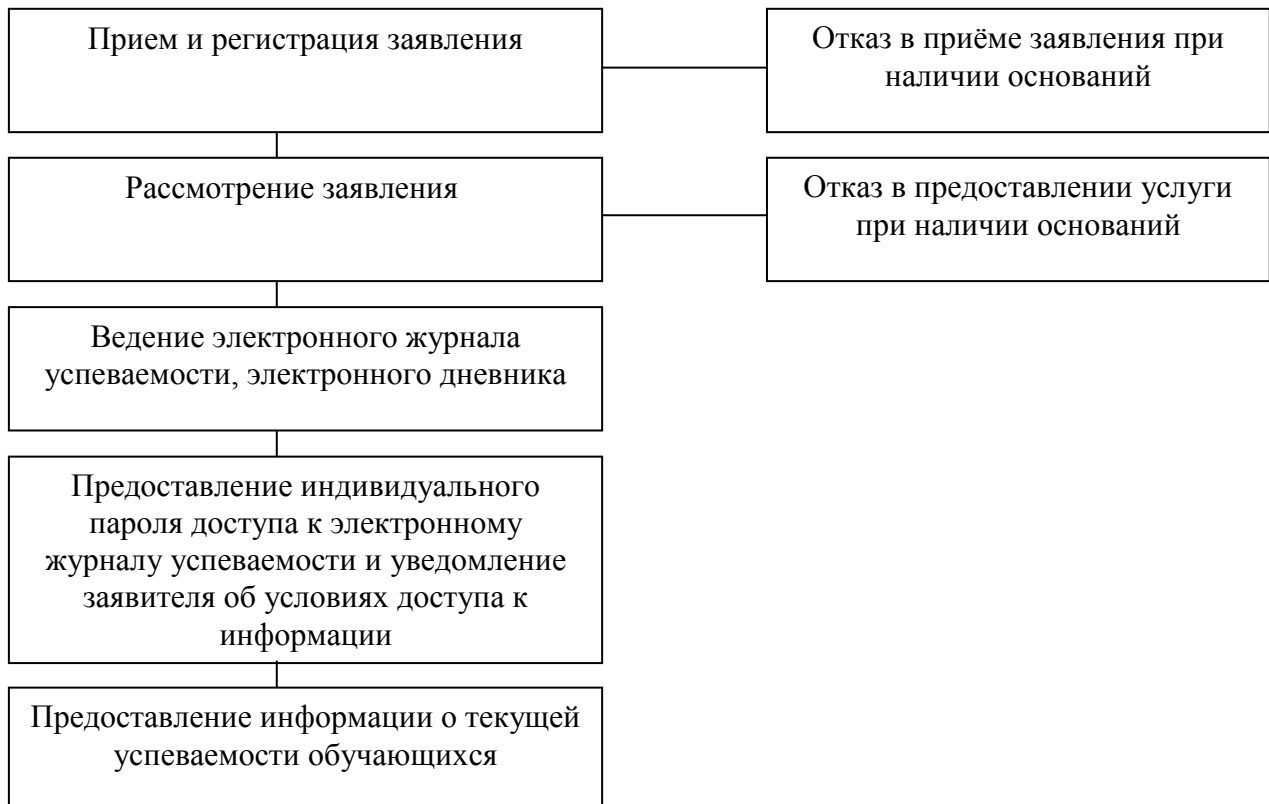 Прием и регистрация заявления
Отказ в приёме заявления при
наличии оснований
Рассмотрение заявления
Отказ в предоставлении услуги
при наличии оснований
Ведение электронного журнала
успеваемости, электронного дневника
Предоставление индивидуального
пароля доступа к электронному
журналу успеваемости и уведомление
заявителя об условиях доступа к
информации
Предоставление информации о текущей
успеваемости обучающихся